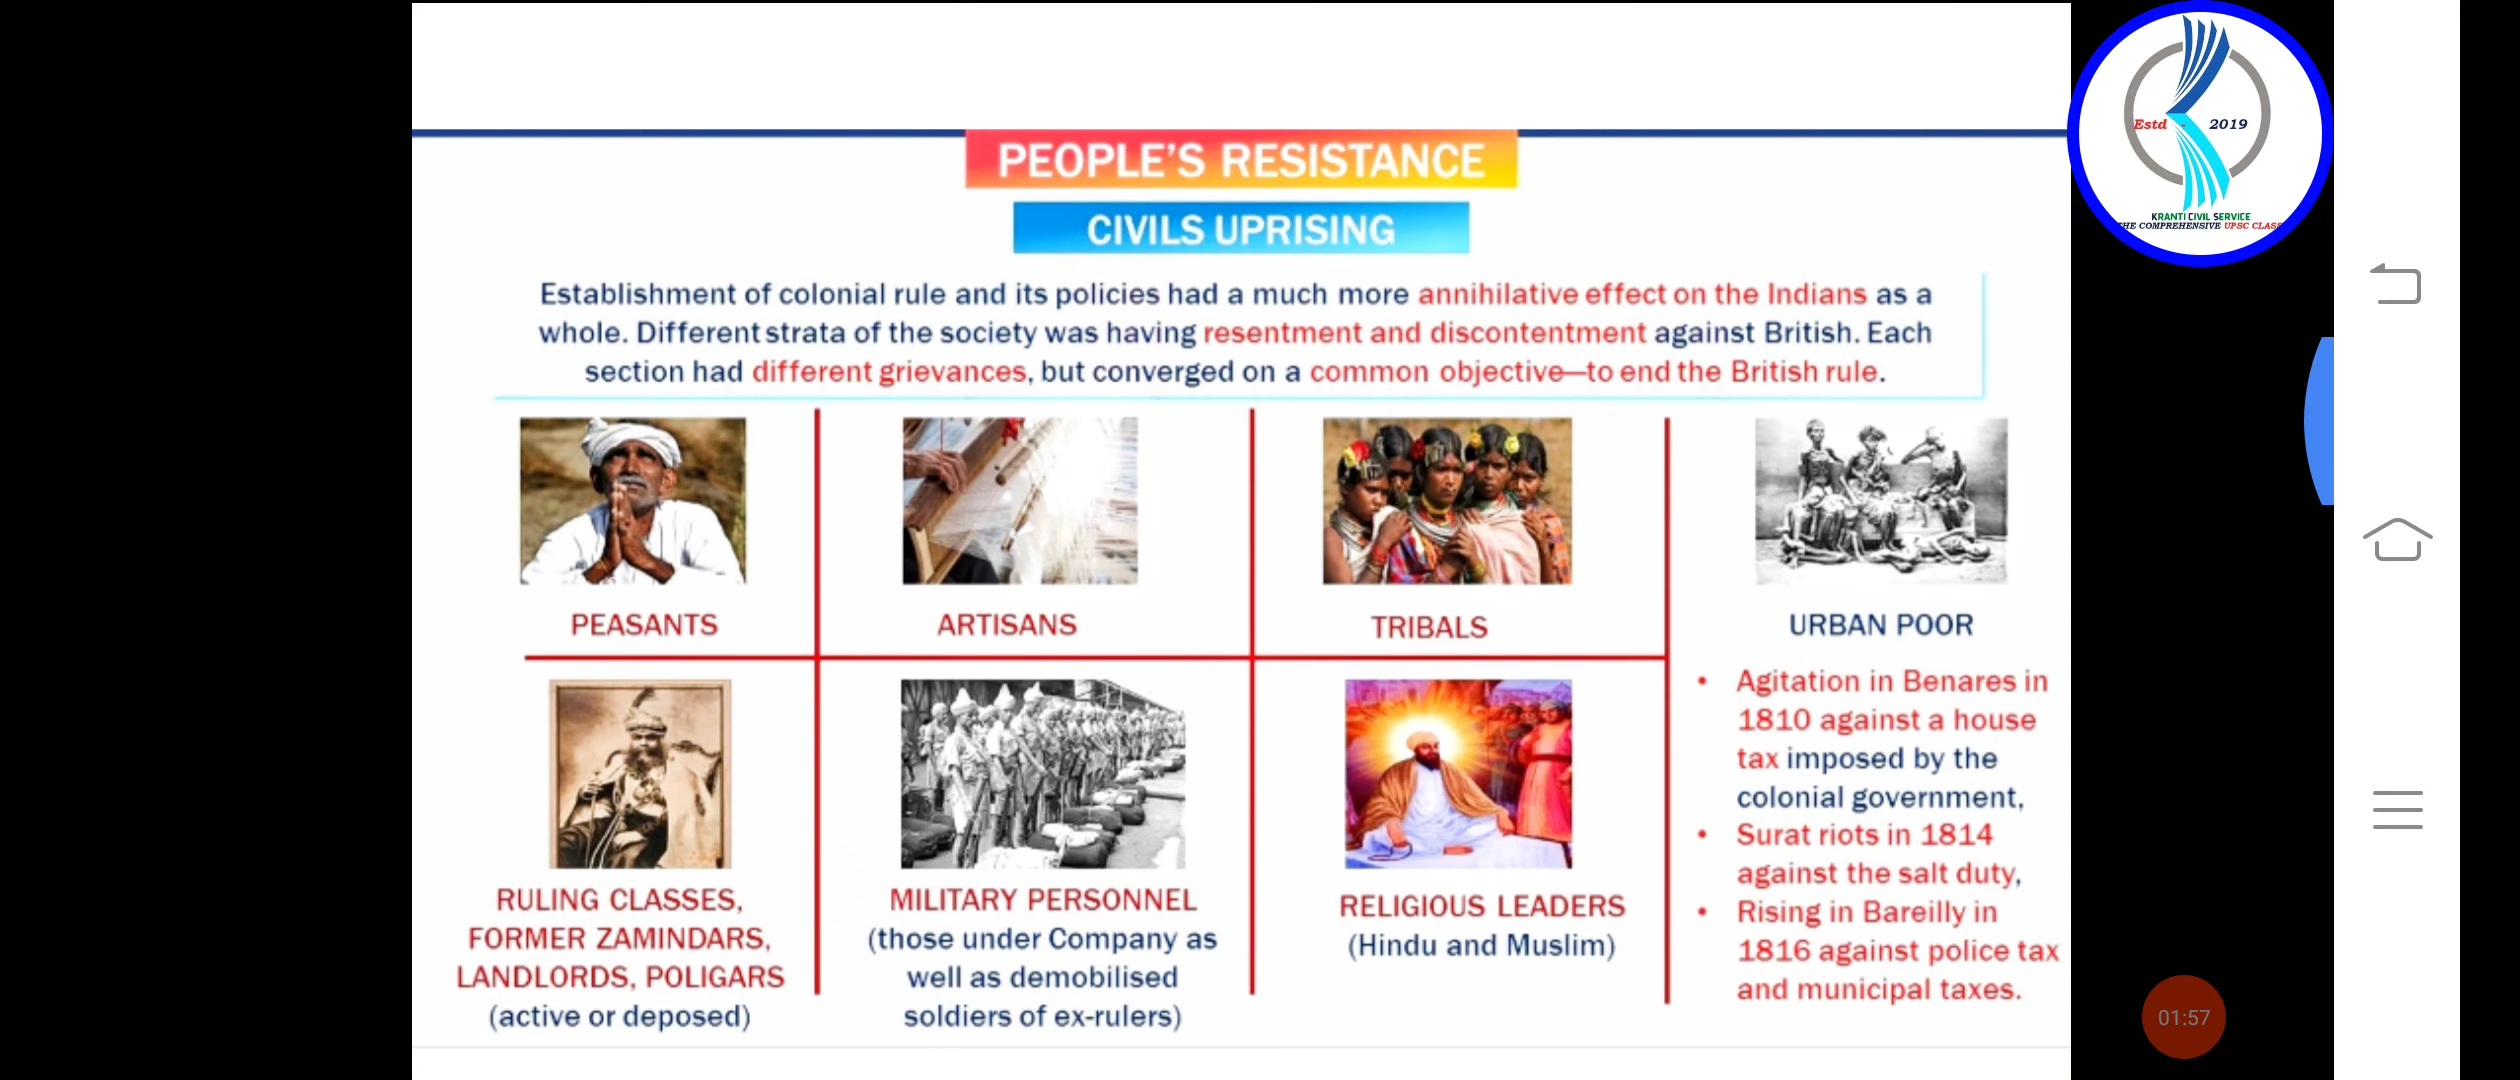 PEOPLE'S RESISTANCE
CIVILS UPRISING
Establishment of colonial rule and its policies had a much more annihilative effect on the Indians as a
whole. Different strata of the society was having resentment and discontentment against British. Each
section had different grievances, but converged on a common objective—to end the British rule.
PEASANTS
ARTISANS
TRIBALS
URBAN POOR
RULING CLASSES,
FORMER ZAMINDARS,
LANDLORDS, POLIGARS
(active or deposed)
MILITARY PERSONNEL
(those under Company as
well as demobilised
soldiers of ex-rulers)
RELIGIOUS LEADERS
(Hindu and Muslim)
• Agitation in Benares in
1810 against a house
tax imposed by the
colonial government,
• Surat riots in 1814
against the salt duty,
• Rising in Bareilly in
1816 against police tax
and municipal taxes.
Estd - 2019
KRANTI CIVIL SERVICE
HE COMPREHENSIVE UPSC CLASS
01:57